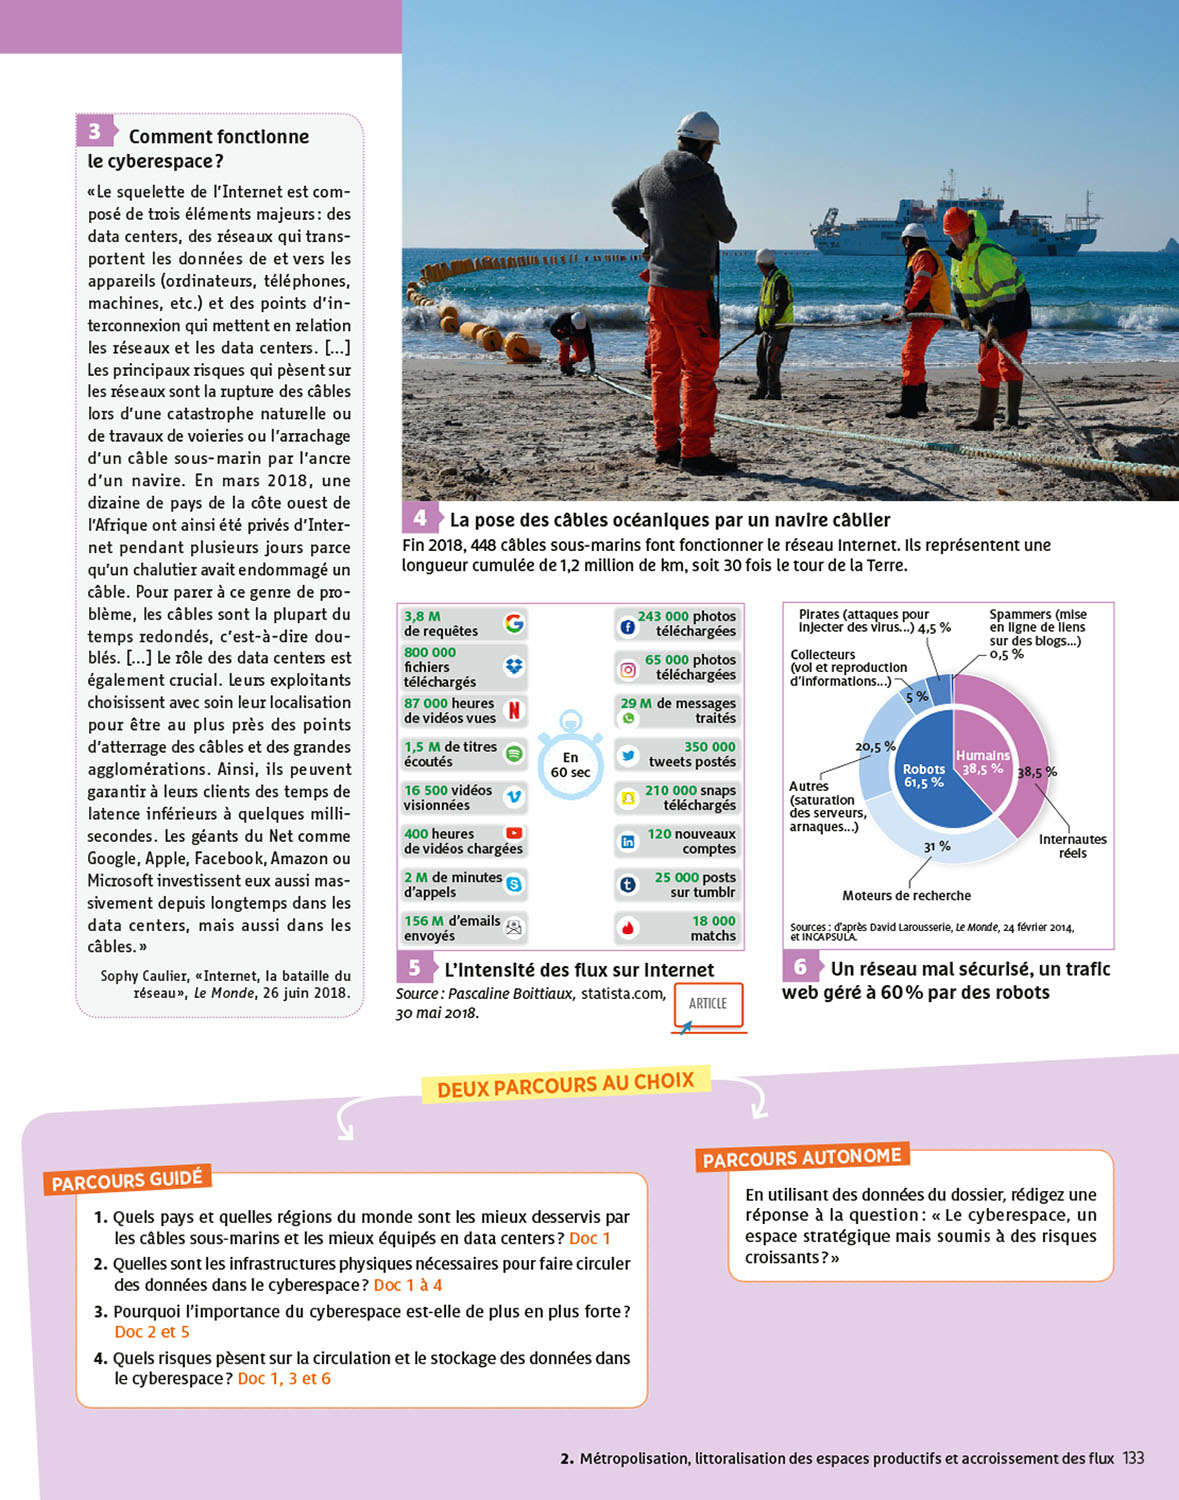 3 Comment fonctionne
le cyberespace ?
« Le squelette de l'Internet est com-
posé de trois éléments majeurs : des
data centers, des réseaux qui trans-
portent les données de et vers les
appareils (ordinateurs, téléphones,
machines, etc.) et des points d'in-
terconnexion qui mettent en relation
les réseaux et les data centers. [...]
Les principaux risques qui pèsent sur
les réseaux sont la rupture des câbles
lors d'une catastrophe naturelle ou
de travaux de voieries ou l'arrachage
d'un câble sous-marin par l'ancre
d'un navire. En mars 2018, une
dizaine de pays de la côte ouest de
l'Afrique ont ainsi été privés d'Inter-
net pendant plusieurs jours parce
qu'un chalutier avait endommagé un
câble. Pour parer à ce genre de pro-
blème, les câbles sont la plupart du
temps redondés, c'est-à-dire dou-
blés. [...] Le rôle des data centers est
également crucial. Leurs exploitants
choisissent avec soin leur localisation
pour être au plus près des points
d'atterrage des câbles et des grandes
agglomérations. Ainsi, ils peuvent
garantir à leurs clients des temps de
latence inférieurs à quelques milli-
secondes. Les géants du Net comme
Google, Apple, Facebook, Amazon ou
Microsoft investissent eux aussi mas-
sivement depuis longtemps dans les
data centers, mais aussi dans les
câbles. »
Sophy Caulier, « Internet, la bataille du
réseau », Le Monde, 26 juin 2018.
4 La pose des câbles océaniques par un navire câblier
Fin 2018, 448 câbles sous-marins font fonctionner le réseau Internet. Ils représentent une
longueur cumulée de 1,2 million de km, soit 30 fois le tour de la Terre.
3,8 M
de requêtes
800 000
fichiers
téléchargés
87 000 heures
de vidéos vues
1,5 M de titres
écoutés
16 500 vidéos
visionnées
400 heures
de vidéos chargées
2 M de minutes
d'appels
156 M d'emails
envoyés
En
60 sec
243 000 photos
téléchargées
65 000 photos
téléchargées
29 M de messages
traités
350 000
tweets postés
210 000 snaps
téléchargés
120 nouveaux
comptes
25 000 posts
sur tumblr
18 000
matchs
5 L'intensité des flux sur Internet
Source : Pascaline Boittiaux, statista.com,
30 mai 2018.
ARTICLE
Pirates (attaques pour
injecter des virus...) 4,5 %
Spammers (mise
en ligne de liens
sur des blogs...)
0,5 %
Collecteurs
(vol et reproduction
d'informations...)
5 %
20,5 %
Autres
(saturation
des serveurs,
arnaques...)
Robots
61,5 %
Humains
38,5 %
38,5 %
Internautes
réels
31 %
Moteurs de recherche
Sources : d'après David Larousserie, Le Monde, 24 février 2014,
et INCAPSULA.
6 Un réseau mal sécurisé, un trafic
web géré à 60 % par des robots
DEUX PARCOURS AU CHOIX
PARCOURS GUIDÉ
1. Quels pays et quelles régions du monde sont les mieux desservis par
les câbles sous-marins et les mieux équipés en data centers ? Doc 1
2. Quelles sont les infrastructures physiques nécessaires pour faire circuler
des données dans le cyberespace ? Doc 1 à 4
3. Pourquoi l'importance du cyberespace est-elle de plus en plus forte ?
Doc 2 et 5
4. Quels risques pèsent sur la circulation et le stockage des données dans
le cyberespace ? Doc 1, 3 et 6
PARCOURS AUTONOME
En utilisant des données du dossier, rédigez une
réponse à la question : « Le cyberespace, un
espace stratégique mais soumis à des risques
croissants ? »
2. Métropolisation, littoralisation des espaces productifs et accroissement des flux 133